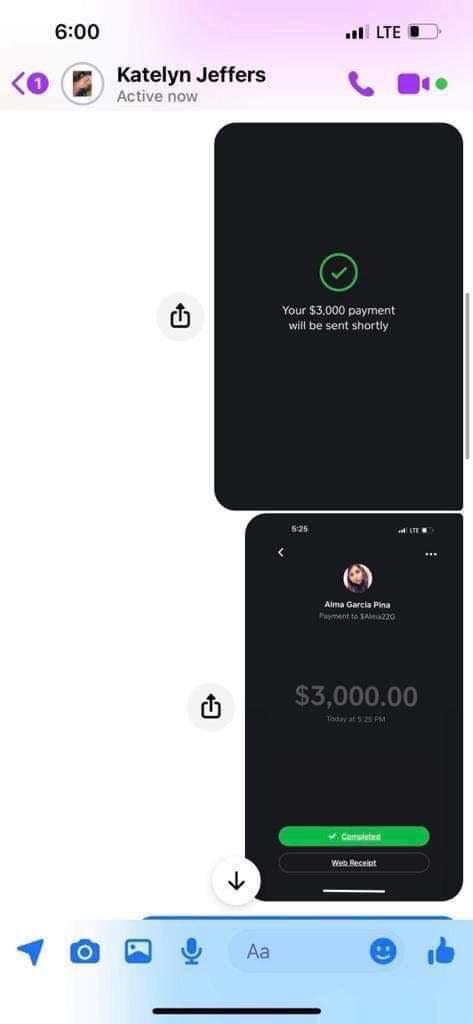 6:00
LTE
1
Katelyn Jeffers
Active now
Your $3,000 payment
will be sent shortly
5:25
LTE
Alma Garcia Pina
Payment to $Alma22G
$3,000.00
Today at 5:25 PM
Completed
Web Receipt
Aa